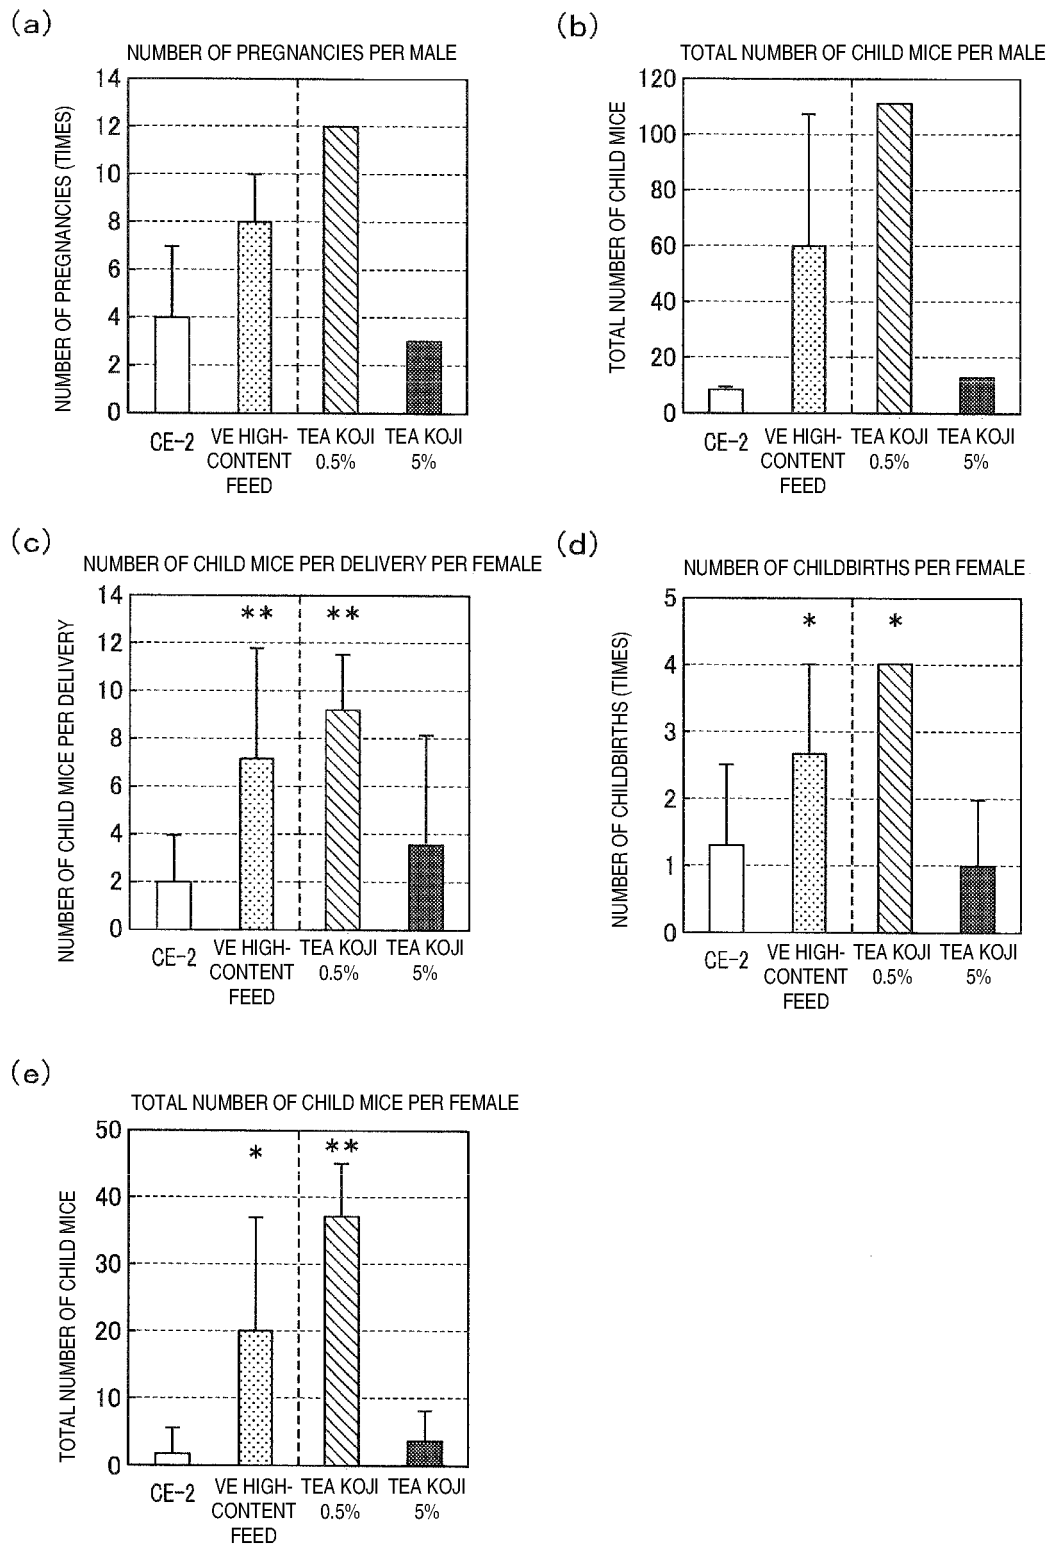 (a)
NUMBER OF PREGNANCIES PER MALE
NUMBER OF PREGNANCIES (TIMES)
14
12
10
8
6
4
2
0
CE-2
VE HIGH-
CONTENT
FEED
TEA KOJI
0.5%
TEA KOJI
5%
(b)
TOTAL NUMBER OF CHILD MICE PER MALE
TOTAL NUMBER OF CHILD MICE
120
100
80
60
40
20
0
CE-2
VE HIGH-
CONTENT
FEED
TEA KOJI
0.5%
TEA KOJI
5%
(c)
NUMBER OF CHILD MICE PER DELIVERY PER FEMALE
NUMBER OF CHILD MICE PER DELIVERY
14
12
10
8
6
4
2
0
**
**
CE-2
VE HIGH-
CONTENT
FEED
TEA KOJI
0.5%
TEA KOJI
5%
(d)
NUMBER OF CHILDBIRTHS PER FEMALE
NUMBER OF CHILDBIRTHS (TIMES)
5
4
3
2
1
0
*
*
CE-2
VE HIGH-
CONTENT
FEED
TEA KOJI
0.5%
TEA KOJI
5%
(e)
TOTAL NUMBER OF CHILD MICE PER FEMALE
TOTAL NUMBER OF CHILD MICE
50
40
30
20
10
0
*
**
CE-2
VE HIGH-
CONTENT
FEED
TEA KOJI
0.5%
TEA KOJI
5%